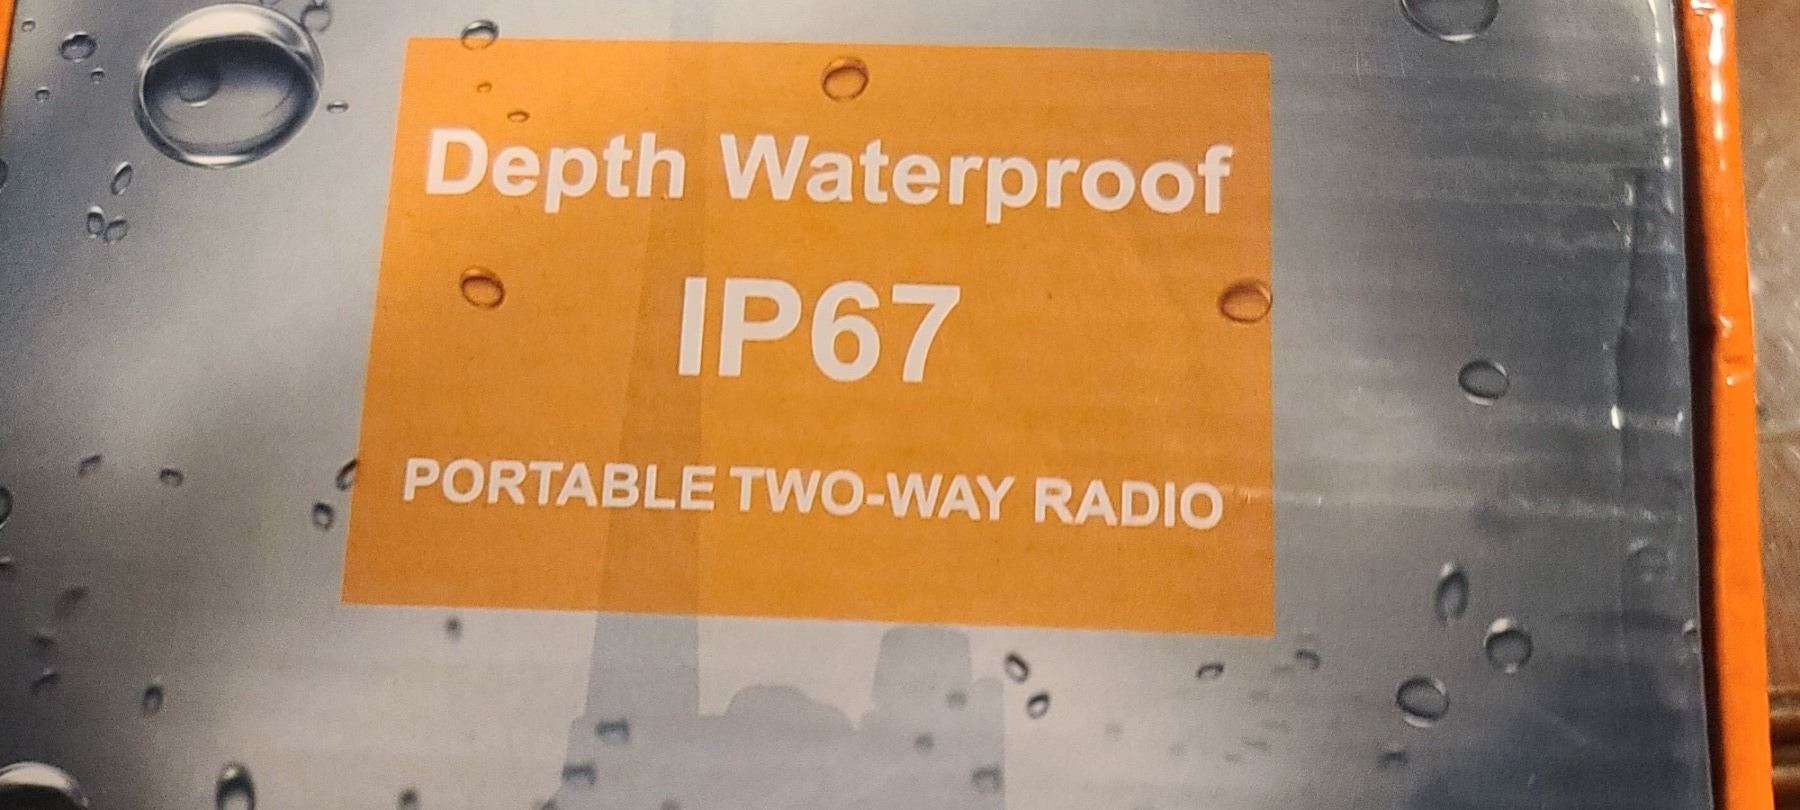 Depth Waterproof
IP67
PORTABLE TWO-WAY RADIO